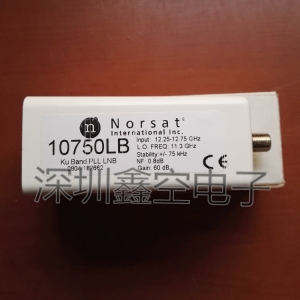 n Norsat
International Inc.
10750LB
Ku Band PLL LNB
Input: 12.25-12.75 GHz
L.O. FREQ: 11.3 GHz
Stability:+/- 75 kHz
NF: 0.8dB
Gain: 60 dB
CE
深圳鑫空电子